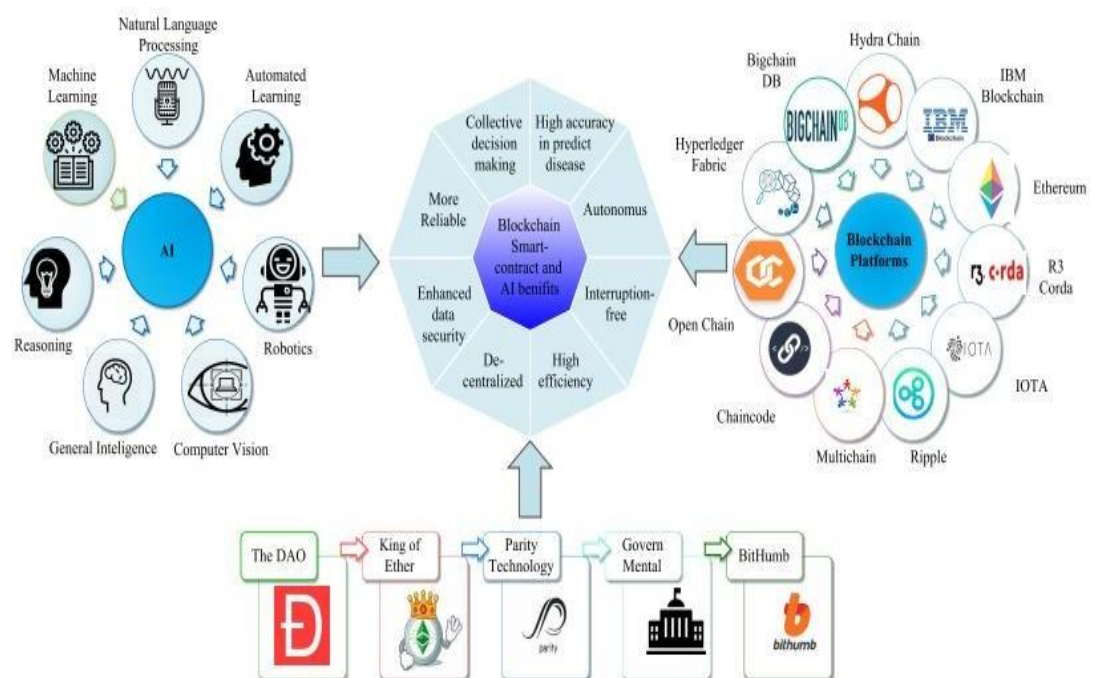 Natural Language
Processing
Machine
Learning
Automated
Learning
AI
Reasoning
Robotics
General Inteligence
Computer Vision
Collective
decision
making
High accuracy
in predict
disease
More
Reliable
Autonomus
Blockchain
Smart-
contract and
AI benifits
Enhanced
data
security
Interruption-
free
De-
centralized
High
efficiency
Hydra Chain
Bigchain
DB
IBM
Blockchain
BIGCHAINDB
IBM
Blockchain
Hyperledger
Fabric
Ethereum
Blockchain
Platforms
r3. c·rda
R3
Corda
Open Chain
IOTA
IOTA
Chaincode
Multichain
Ripple
The DAO
King of
Ether
Parity
Technology
Govern
Mental
BitHumb
parity
bithumb